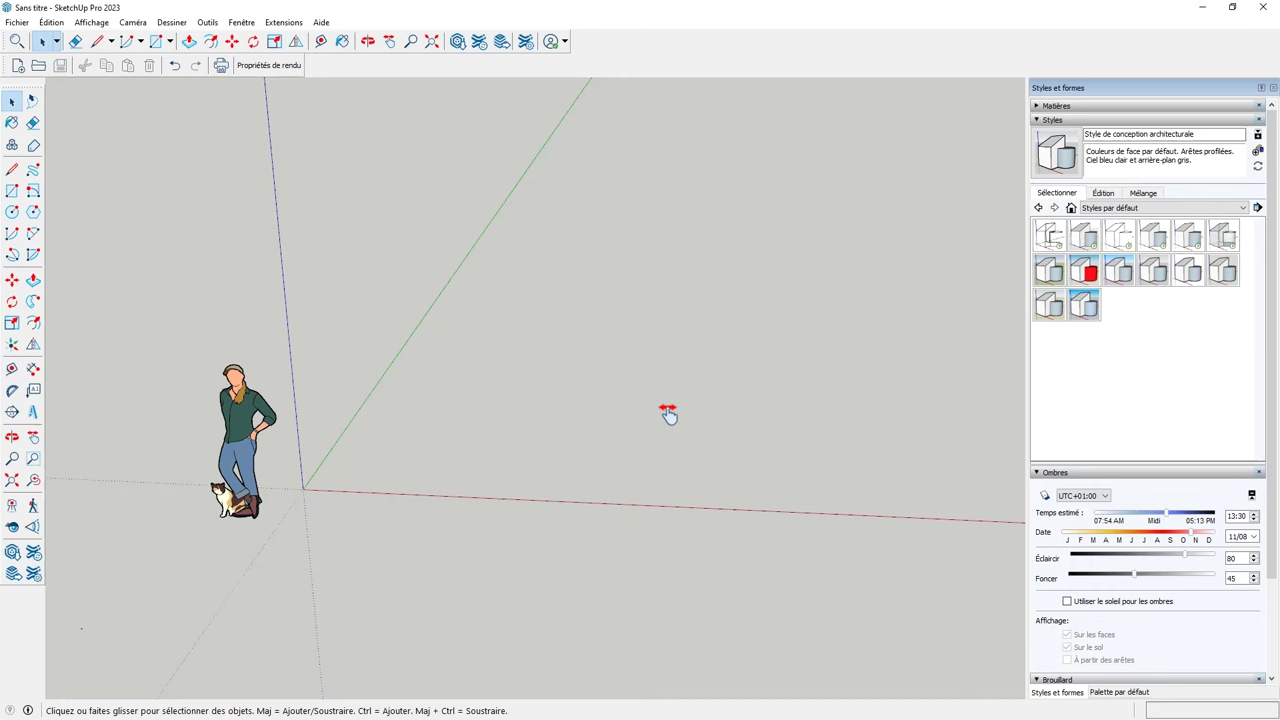 Sans titre - SketchUp Pro 2023
Fichier Édition Affichage Caméra Dessiner Outils Fenêtre Extensions Aide
Propriétés de rendu
Styles et formes
Matières
Styles
Style de conception architecturale
Couleurs de face par défaut. Arêtes profilées.
Ciel bleu clair et arrière-plan gris.
Sélectionner Édition Mélange
Styles par défaut
Ombres
UTC+01:00
Temps estimé : 13:30
07:54 AM Midi 05:13 PM
Date 11/08
J F M A M J J A S O N D
Éclaircir 80
Foncer 45
Utiliser le soleil pour les ombres
Affichage:
Sur les faces
Sur le sol
À partir des arêtes
Brouillard
Styles et formes Palette par défaut
Cliquez ou faites glisser pour sélectionner des objets. Maj = Ajouter/Soustraire. Ctrl = Ajouter. Maj + Ctrl = Soustraire.